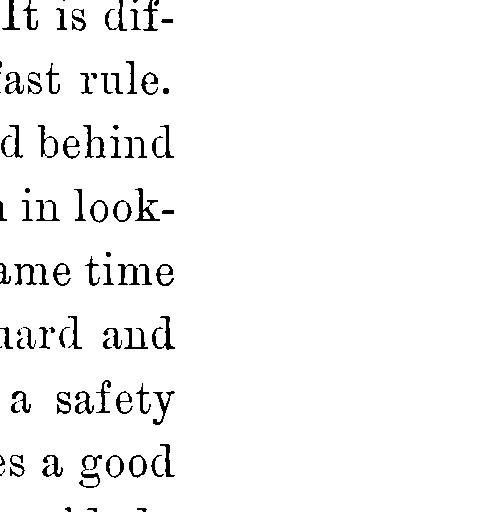 It is dif-
fast rule.
d behind
in look-
ame time
uard and
a safety
es a good